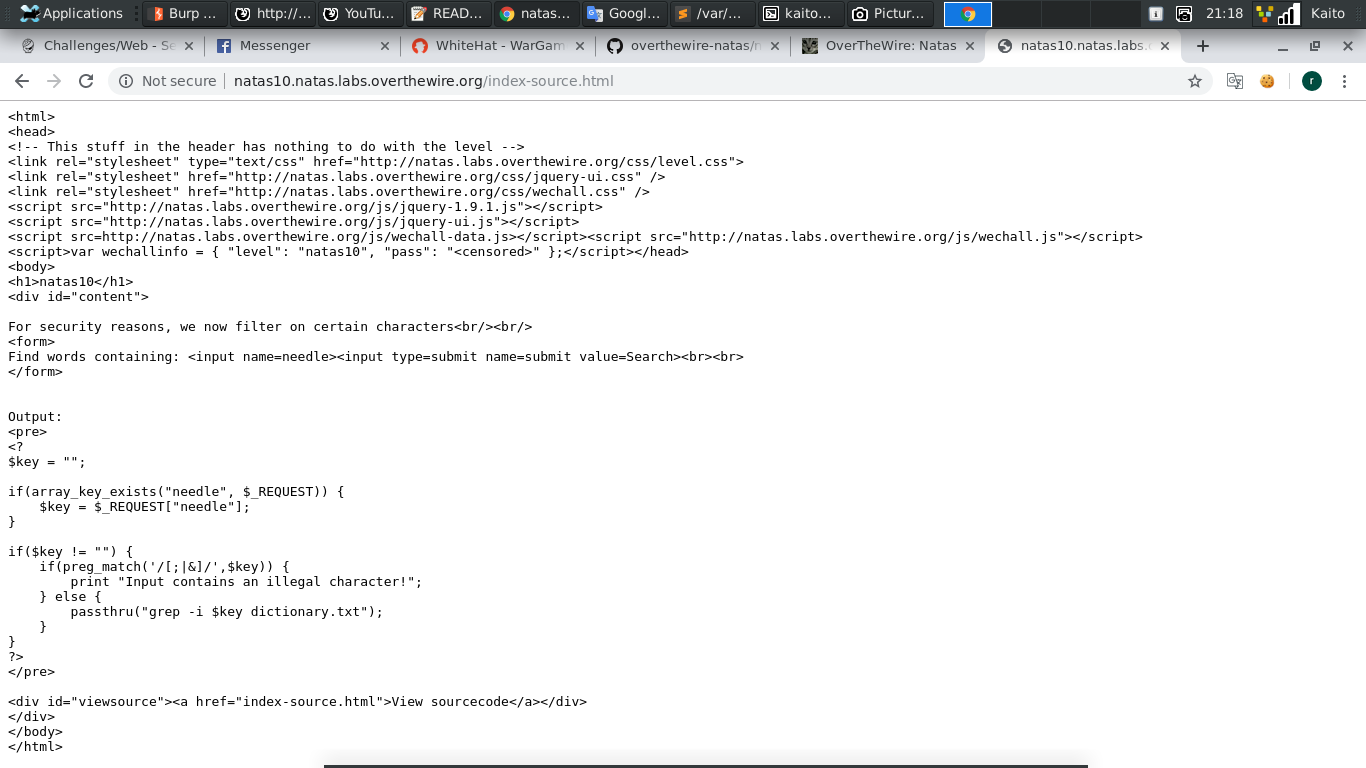 Applications Burp ... http://... YouTu... READ... natas... Googl... /var/... kaito... Pictur... 21:18 Kaito
Challenges/Web - Se Messenger WhiteHat - WarGam overthewire-natas/n OverTheWire: Natas natas10.natas.labs.
Not secure natas10.natas.labs.overthewire.org/index-source.html r
<html>
<head>
<!-- This stuff in the header has nothing to do with the level -->
<link rel="stylesheet" type="text/css" href="http://natas.labs.overthewire.org/css/level.css">
<link rel="stylesheet" href="http://natas.labs.overthewire.org/css/jquery-ui.css" />
<link rel="stylesheet" href="http://natas.labs.overthewire.org/css/wechall.css" />
<script src="http://natas.labs.overthewire.org/js/jquery-1.9.1.js"></script>
<script src="http://natas.labs.overthewire.org/js/jquery-ui.js"></script>
<script src=http://natas.labs.overthewire.org/js/wechall-data.js></script><script src="http://natas.labs.overthewire.org/js/wechall.js"></script>
<script>var wechallinfo = { "level": "natas10", "pass": "<censored>" };</script></head>
<body>
<h1>natas10</h1>
<div id="content">
For security reasons, we now filter on certain characters<br/><br/>
<form>
Find words containing: <input name=needle><input type=submit name=submit value=Search><br><br>
</form>
Output:
<pre>
<?
$key = "";
if(array_key_exists("needle", $_REQUEST)) {
    $key = $_REQUEST["needle"];
}
if($key != "") {
    if(preg_match('/[;|&]/',$key)) {
        print "Input contains an illegal character!";
    } else {
        passthru("grep -i $key dictionary.txt");
    }
}
?>
</pre>
<div id="viewsource"><a href="index-source.html">View sourcecode</a></div>
</div>
</body>
</html>